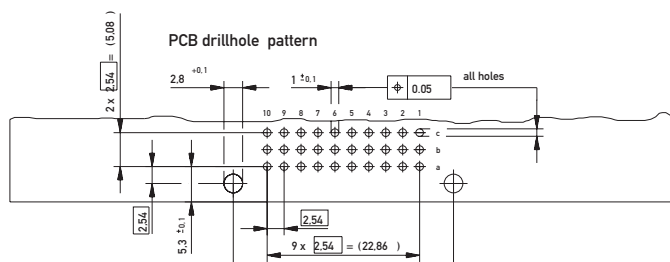 PCB drillhole pattern
2 x 2,54 = (5,08)
2,8 +0.1
1 ±0,1
0.05
all holes
10 9 8 7 6 5 4 3 2 1
c
b
a
2,54
5,3 ±0,1
2,54
9 x 2,54 = (22,86)